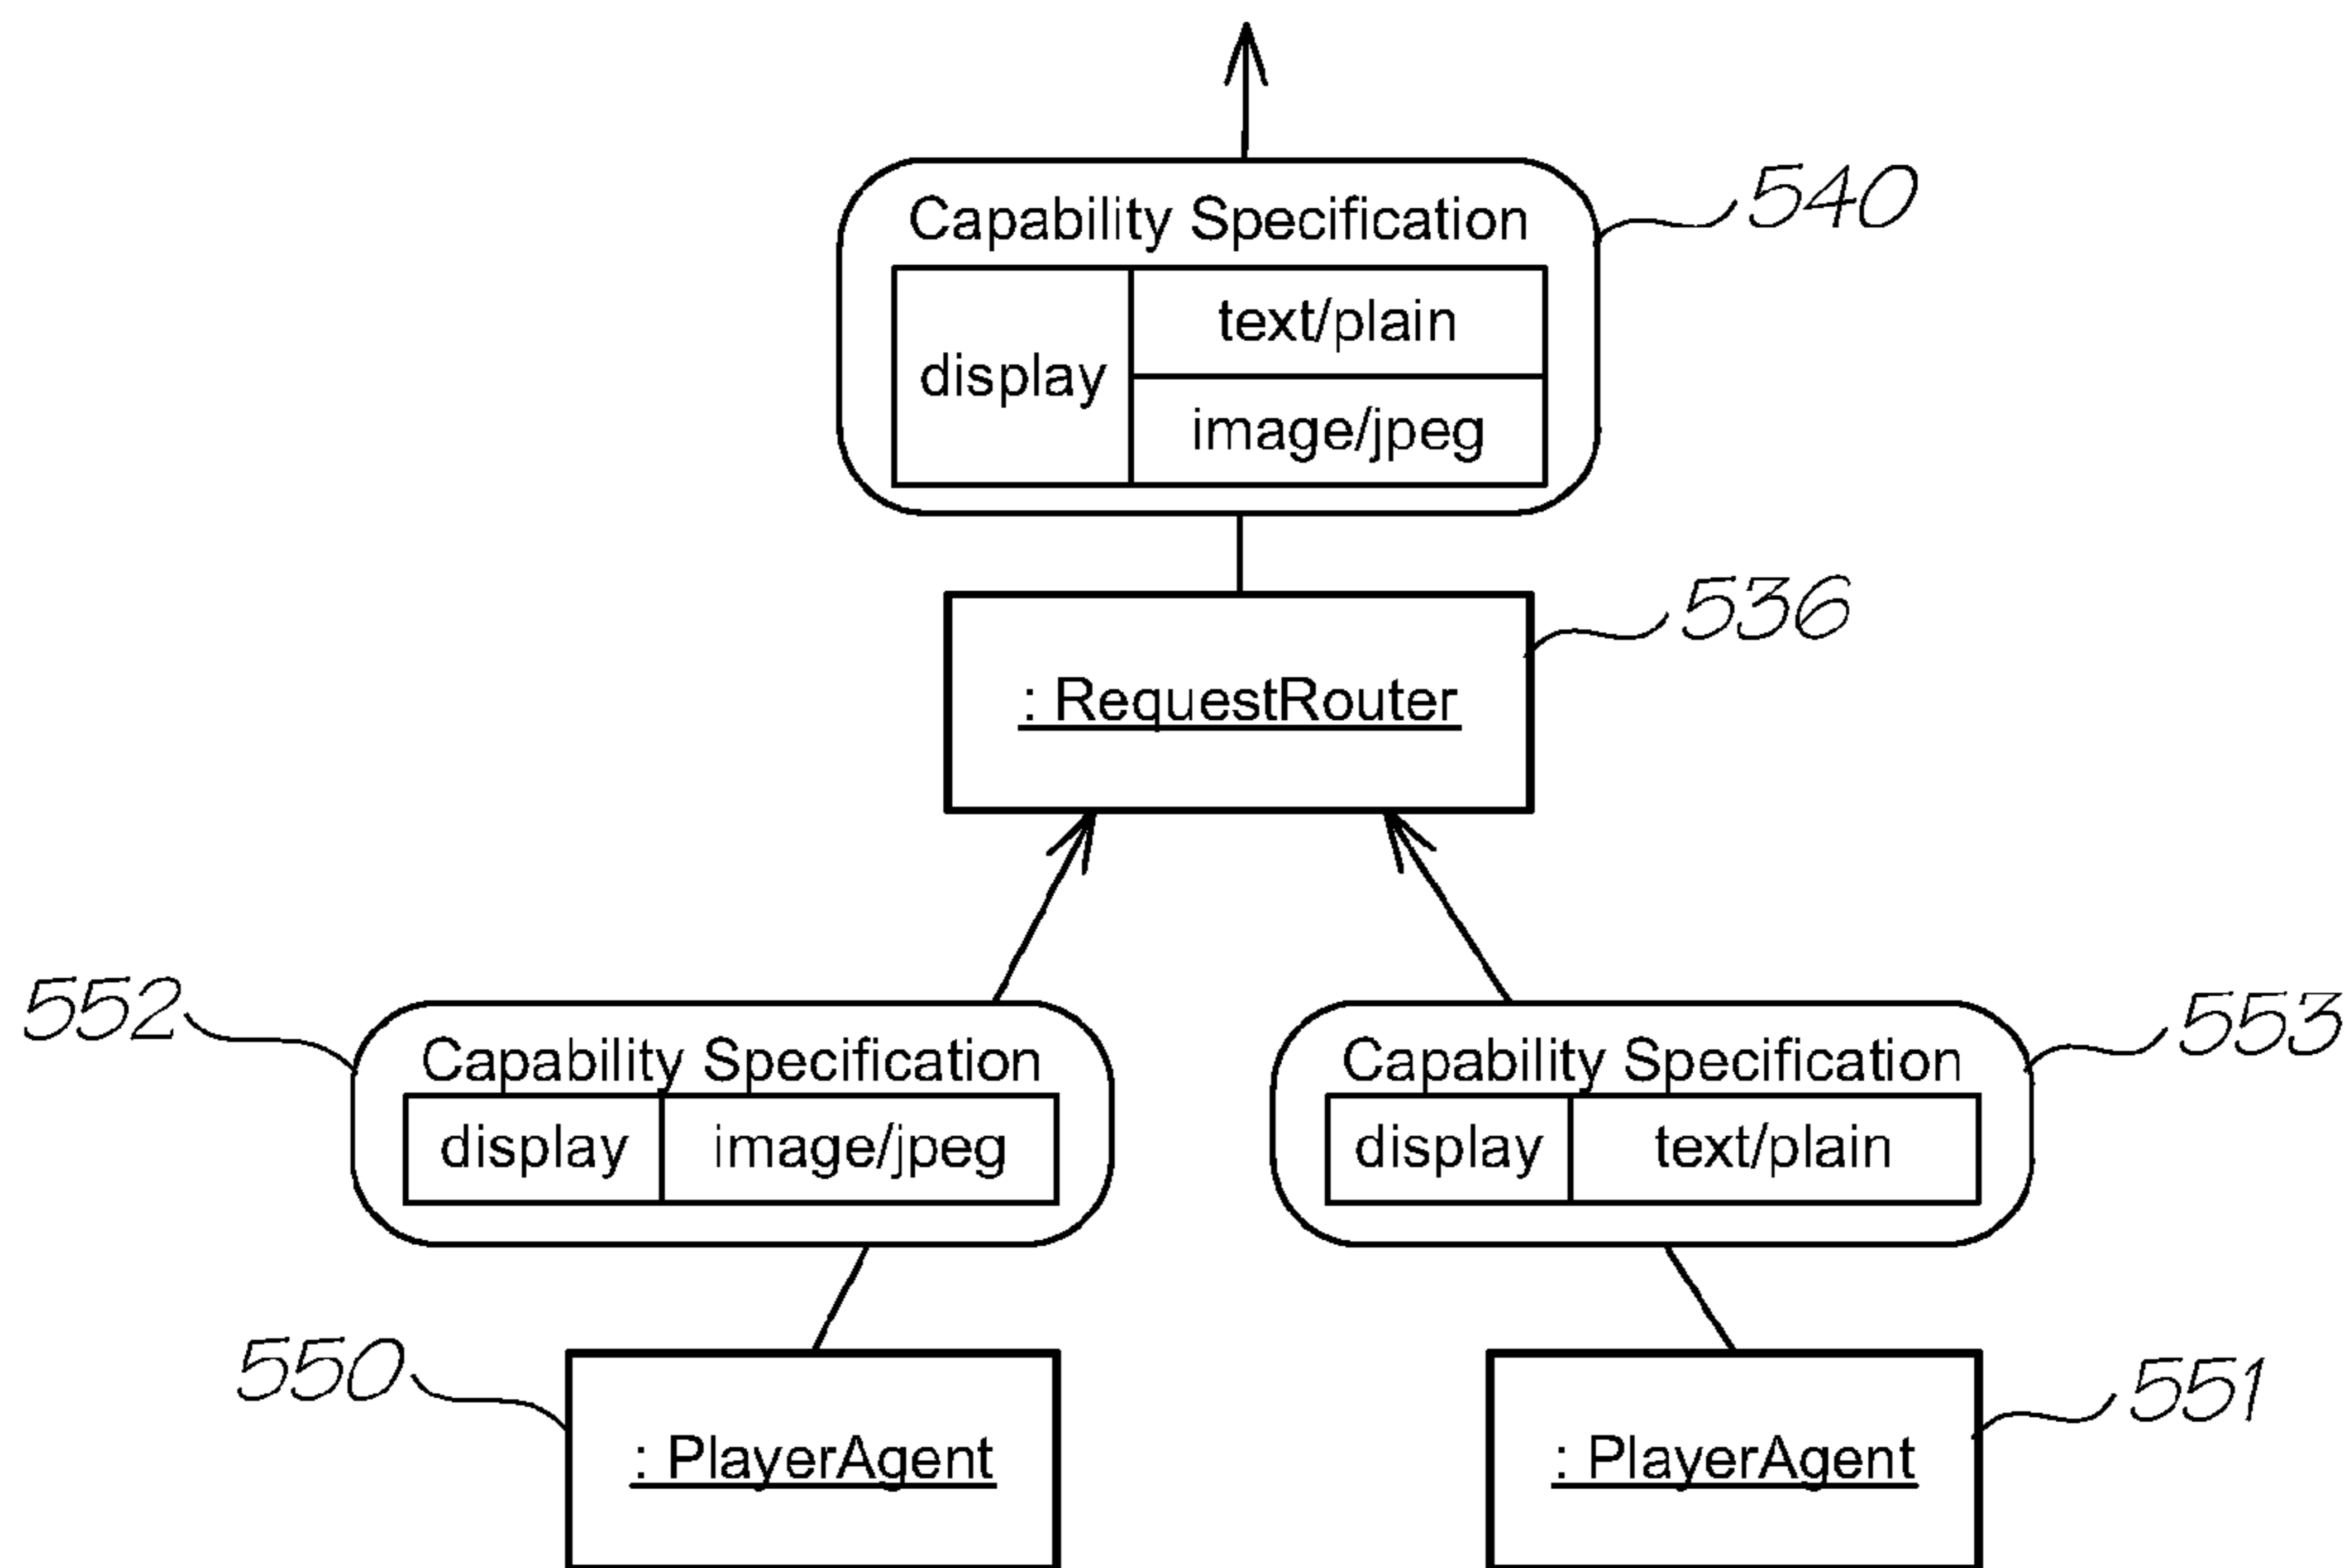 Capability Specification
540
display
text/plain
image/jpeg
: RequestRouter
536
552
Capability Specification
display
image/jpeg
553
Capability Specification
display
text/plain
550
: PlayerAgent
551
: PlayerAgent